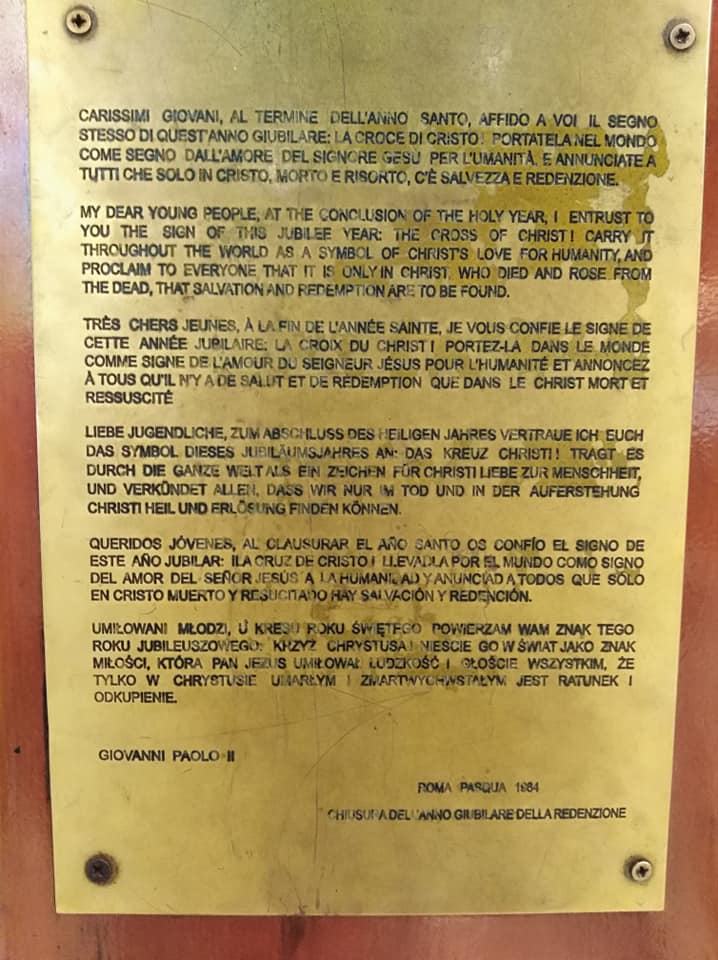 CARISSIMI GIOVANI, AL TERMINE DELL'ANNO SANTO, AFFIDO A VOI IL SEGNO
STESSO DI QUEST'ANNO GIUBILARE: LA CROCE DI CRISTO! PORTATELA NEL MONDO
COME SEGNO DALL'AMORE DEL SIGNORE GESÙ PER L'UMANITÀ, E ANNUNCIATE A
TUTTI CHE SOLO IN CRISTO, MORTO E RISORTO, C'È SALVEZZA E REDENZIONE.
MY DEAR YOUNG PEOPLE, AT THE CONCLUSION OF THE HOLY YEAR, I ENTRUST TO
YOU THE SIGN OF THIS JUBILEE YEAR: THE CROSS OF CHRIST! CARRY IT
THROUGHOUT THE WORLD AS A SYMBOL OF CHRIST'S LOVE FOR HUMANITY, AND
PROCLAIM TO EVERYONE THAT IT IS ONLY IN CHRIST, WHO DIED AND ROSE FROM
THE DEAD, THAT SALVATION AND REDEMPTION ARE TO BE FOUND.
TRÈS CHERS JEUNES, À LA FIN DE L'ANNÉE SAINTE, JE VOUS CONFIE LE SIGNE DE
CETTE ANNÉE JUBILAIRE: LA CROIX DU CHRIST! PORTEZ-LA DANS LE MONDE
COMME SIGNE DE L'AMOUR DU SEIGNEUR JÉSUS POUR L'HUMANITÉ ET ANNONCEZ
À TOUS QU'IL N'Y A DE SALUT ET DE RÉDEMPTION QUE DANS LE CHRIST MORT ET
RESSUSCITÉ
LIEBE JUGENDLICHE, ZUM ABSCHLUSS DES HEILIGEN JAHRES VERTRAUE ICH EUCH
DAS SYMBOL DIESES JUBILÄUMSJAHRES AN: DAS KREUZ CHRISTI! TRAGT ES
DURCH DIE GANZE WELT ALS EIN ZEICHEN FÜR CHRISTI LIEBE ZUR MENSCHHEIT,
UND VERKÜNDET ALLEN, DASS WIR NUR IM TOD UND IN DER AUFERSTEHUNG
CHRISTI HEIL UND ERLÖSUNG FINDEN KÖNNEN.
QUERIDOS JÓVENES, AL CLAUSURAR EL AÑO SANTO OS CONFÍO EL SIGNO DE
ESTE AÑO JUBILAR: ¡LA CRUZ DE CRISTO! LLEVADLA POR EL MUNDO COMO SIGNO
DEL AMOR DEL SEÑOR JESÚS A LA HUMANIDAD Y ANUNCIAD A TODOS QUE SÓLO
EN CRISTO MUERTO Y RESUCITADO HAY SALVACIÓN Y REDENCIÓN.
UMIŁOWANI MŁODZI, U KRESU ROKU ŚWIĘTEGO POWIERZAM WAM ZNAK TEGO
ROKU JUBILEUSZOWEGO: KRZYŻ CHRYSTUSA! NIEŚCIE GO W ŚWIAT JAKO ZNAK
MIŁOŚCI, KTÓRĄ PAN JEZUS UMIŁOWAŁ LUDZKOŚĆ I GŁOŚCIE WSZYSTKIM, ŻE
TYLKO W CHRYSTUSIE UMARŁYM I ZMARTWYCHWSTAŁYM JEST RATUNEK I
ODKUPIENIE.
GIOVANNI PAOLO II
ROMA PASQUA 1984
CHIUSURA DELL'ANNO GIUBILARE DELLA REDENZIONE